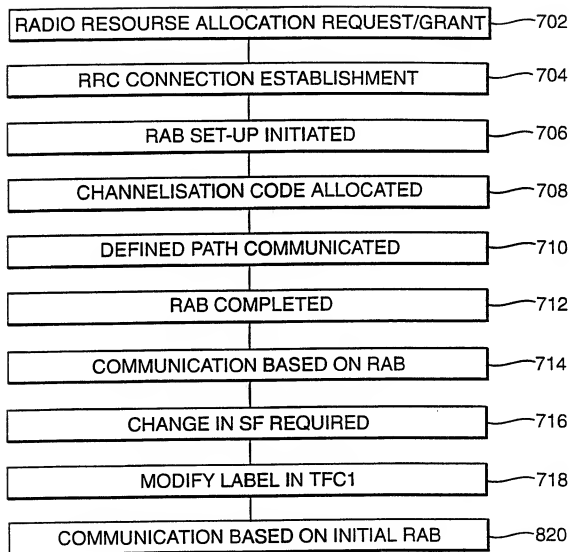 RADIO RESOURSE ALLOCATION REQUEST/GRANT 702
RRC CONNECTION ESTABLISHMENT 704
RAB SET-UP INITIATED 706
CHANNELISATION CODE ALLOCATED 708
DEFINED PATH COMMUNICATED 710
RAB COMPLETED 712
COMMUNICATION BASED ON RAB 714
CHANGE IN SF REQUIRED 716
MODIFY LABEL IN TFC1 718
COMMUNICATION BASED ON INITIAL RAB 820